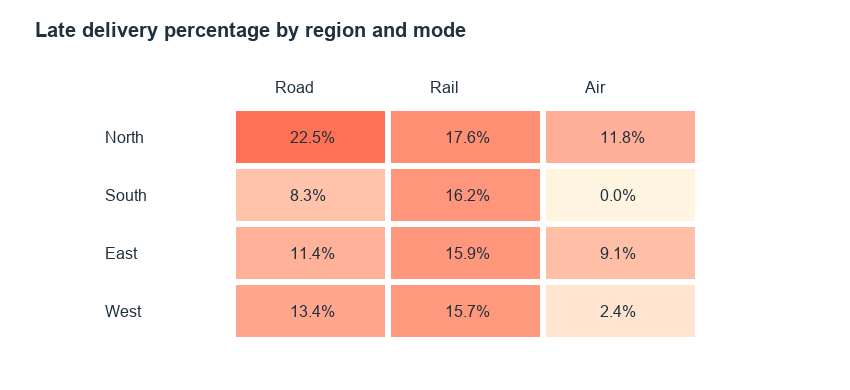 Late delivery percentage by region and mode
Road Rail Air
North 22.5% 17.6% 11.8%
South 8.3% 16.2% 0.0%
East 11.4% 15.9% 9.1%
West 13.4% 15.7% 2.4%